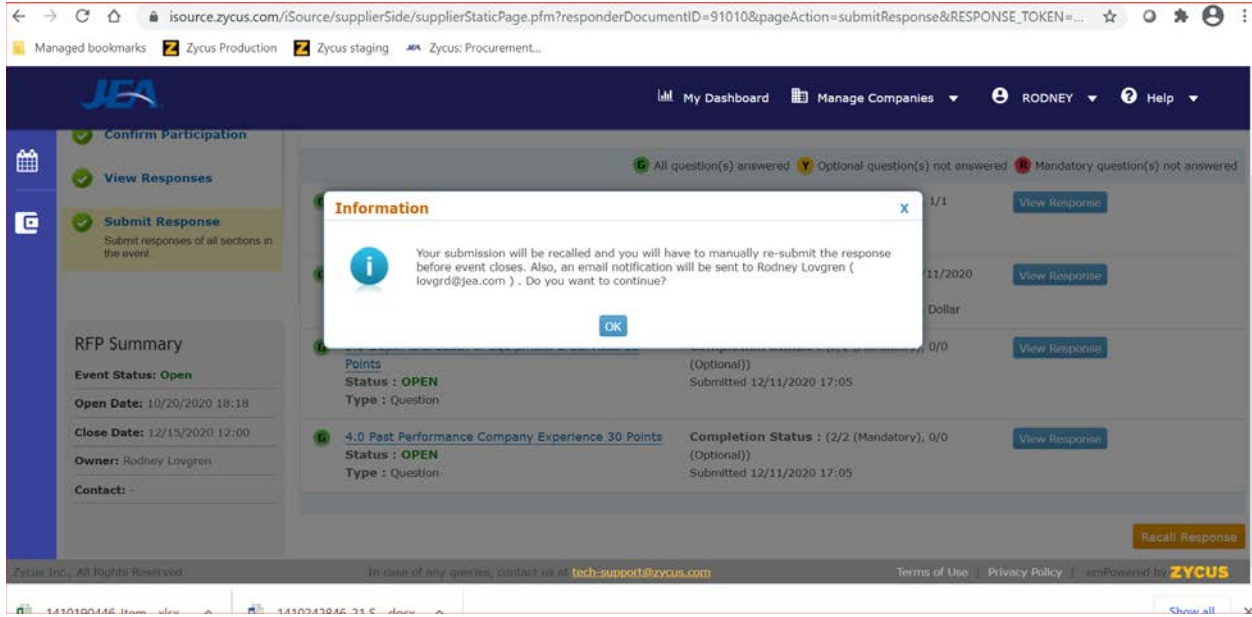 isource.zycus.com/iSource/supplierSide/supplierStaticPage.pfm?responderDocumentID=91010&pageAction=submitResponse&RESPONSE_TOKEN=...
Managed bookmarks Zycus Production Zycus staging Zycus: Procurement...
JEA
My Dashboard Manage Companies RODNEY Help
Confirm Participation
View Responses
Submit Response
Submit responses of all sections in
the event.
RFP Summary
Event Status: Open
Open Date: 10/20/2020 18:18
Close Date: 12/15/2020 12:00
Owner: Rodney Lovgren
Contact: -
G All question(s) answered Y Optional question(s) not answered R Mandatory question(s) not answered
1/1
View Response
Information
X
Your submission will be recalled and you will have to manually re-submit the response
before event closes. Also, an email notification will be sent to Rodney Lovgren (
lovgrd@jea.com ) . Do you want to continue?
OK
/11/2020
View Response
Dollar
G
0/0
View Response
Points
(Optional))
Status : OPEN
Submitted 12/11/2020 17:05
Type : Question
G 4.0 Past Performance Company Experience 30 Points Completion Status : (2/2 (Mandatory), 0/0
View Response
Status : OPEN
(Optional))
Type : Question
Submitted 12/11/2020 17:05
Recall Response
Zycus Inc., All Rights Reserved In case of any queries, contact us at tech-support@zycus.com Terms of Use | Privacy Policy | emPowered by ZYCUS
Show all